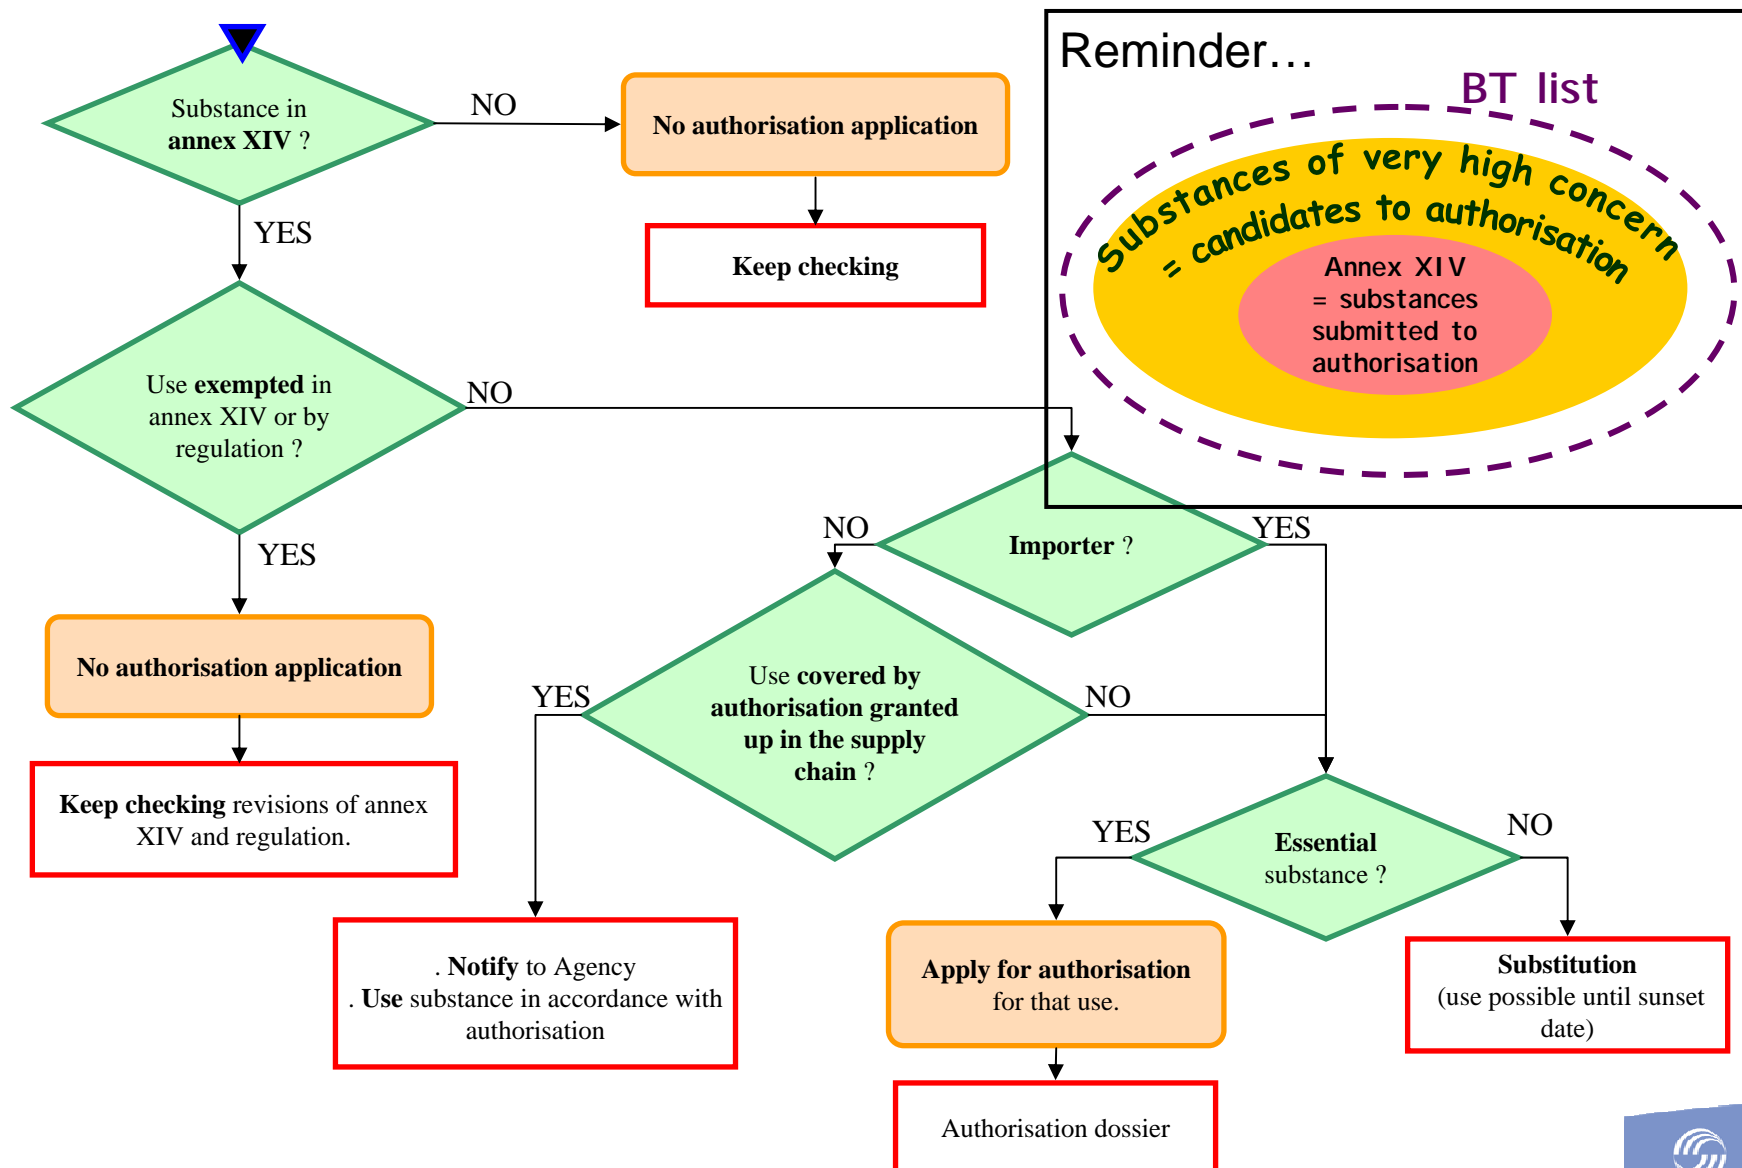 Reminder…
BT list
Substances of very high concern
= candidates to authorisation
Annex XIV
= substances
submitted to
authorisation
Substance in
annex XIV ?
NO
No authorisation application
Keep checking
YES
Use exempted in
annex XIV or by
regulation ?
NO
YES
No authorisation application
Keep checking revisions of annex
XIV and regulation.
Importer ?
NO
YES
Use covered by
authorisation granted
up in the supply
chain ?
YES
NO
. Notify to Agency
. Use substance in accordance with
authorisation
Essential
substance ?
YES
NO
Apply for authorisation
for that use.
Authorisation dossier
Substitution
(use possible until sunset
date)